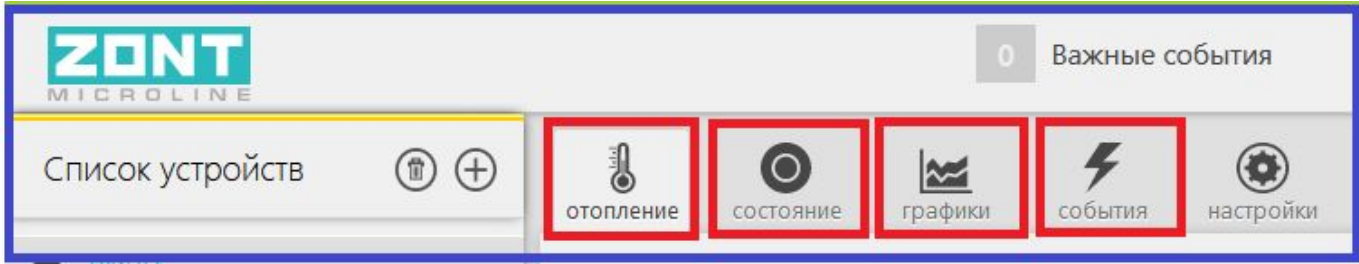 ZONT
MICROLINE
0 Важные события
Список устройств
отопление состояние графики события настройки